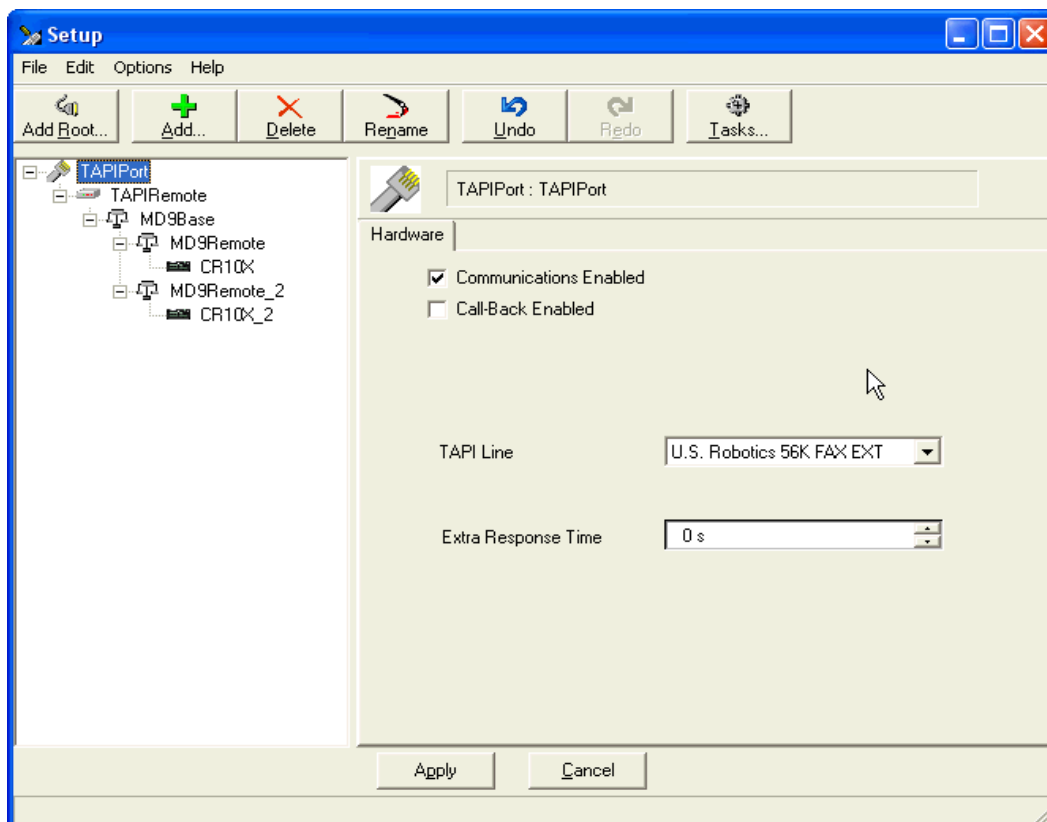 Setup
File Edit Options Help
Add Root... Add... Delete Rename Undo Redo Tasks...
TAPIPort
TAPIRemote
MD9Base
MD9Remote
CR10X
MD9Remote_2
CR10X_2
TAPIPort : TAPIPort
Hardware
Communications Enabled
Call-Back Enabled
TAPI Line U.S. Robotics 56K FAX EXT
Extra Response Time 0 s
Apply Cancel